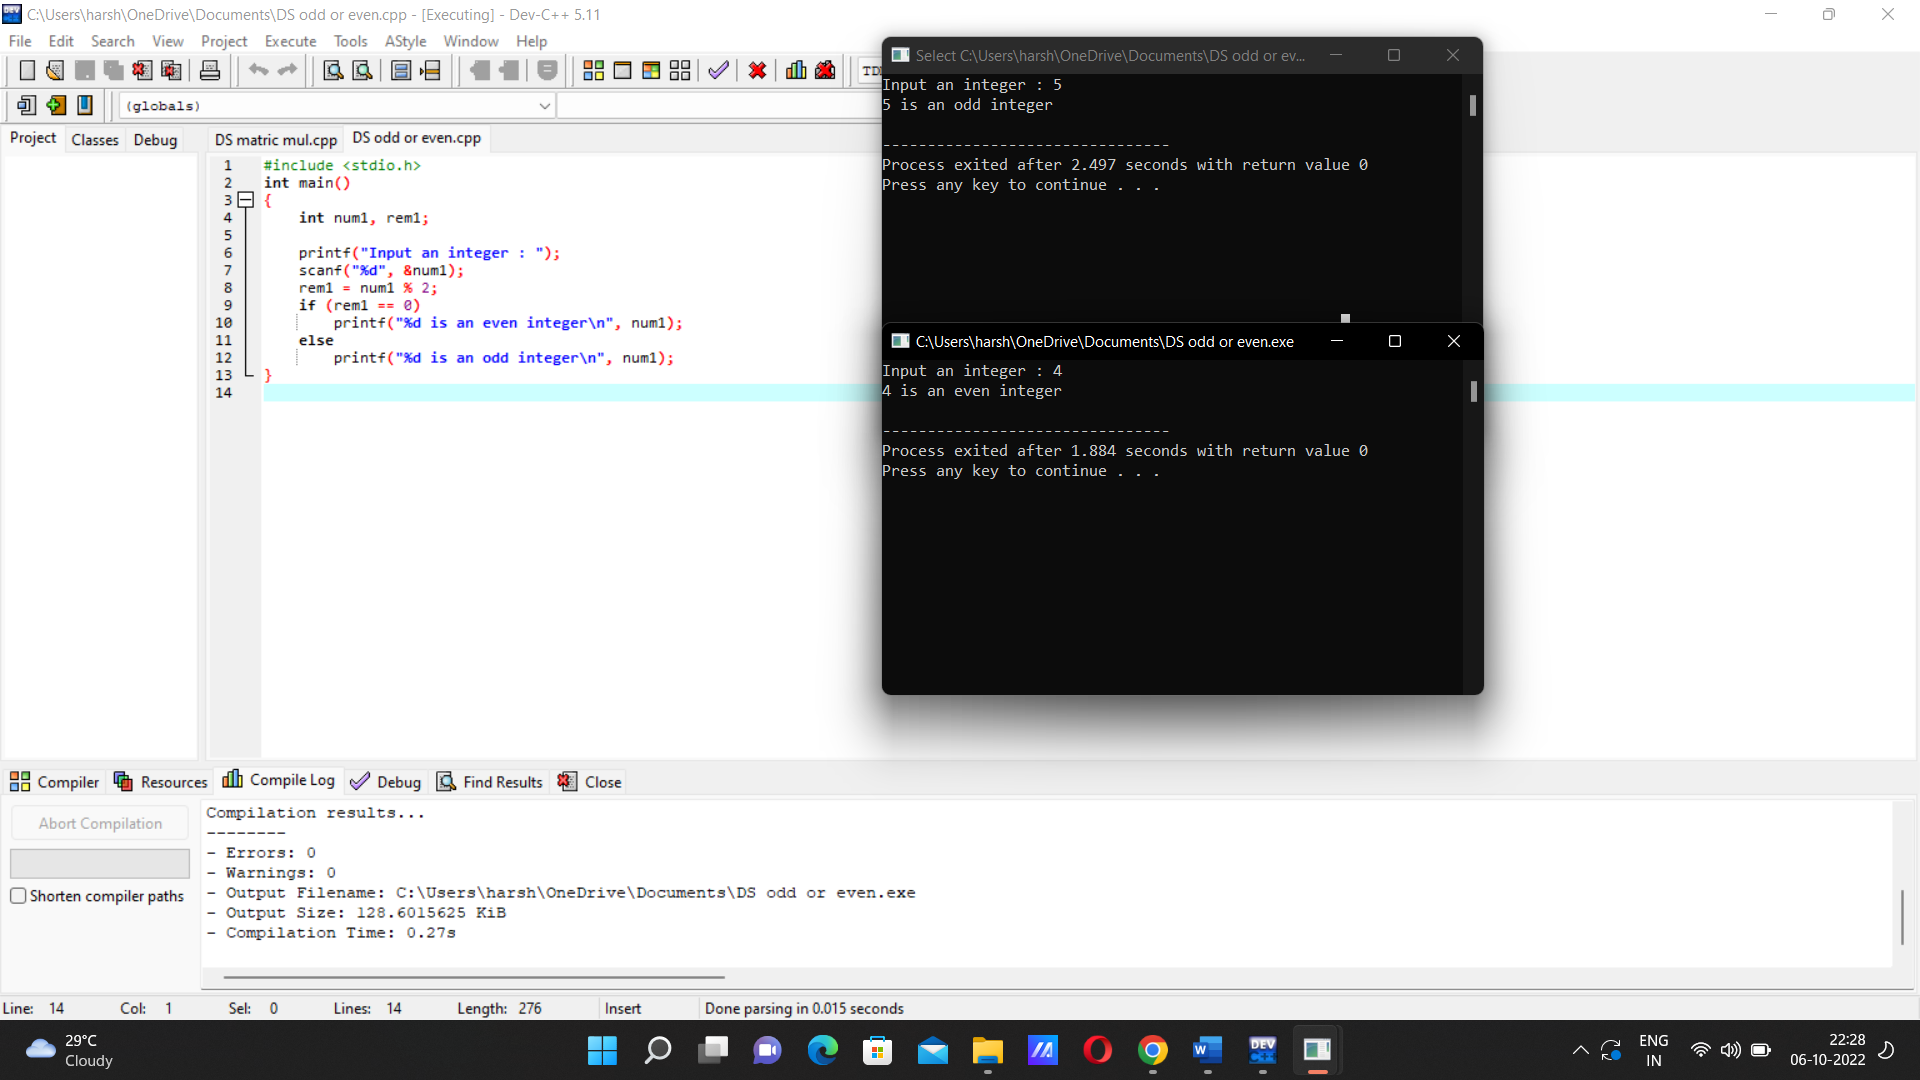 C:\Users\harsh\OneDrive\Documents\DS odd or even.cpp - [Executing] - Dev-C++ 5.11
File Edit Search View Project Execute Tools AStyle Window Help
TD
(globals)
Project Classes Debug
DS matric mul.cpp DS odd or even.cpp
1 #include <stdio.h>
2 int main()
3 {
4 int num1, rem1;
5
6 printf("Input an integer : ");
7 scanf("%d", &num1);
8 rem1 = num1 % 2;
9 if (rem1 == 0)
10 printf("%d is an even integer\n", num1);
11 else
12 printf("%d is an odd integer\n", num1);
13 }
14
Select C:\Users\harsh\OneDrive\Documents\DS odd or ev...
Input an integer : 5
5 is an odd integer
--------------------------------
Process exited after 2.497 seconds with return value 0
Press any key to continue . . .
C:\Users\harsh\OneDrive\Documents\DS odd or even.exe
Input an integer : 4
4 is an even integer
--------------------------------
Process exited after 1.884 seconds with return value 0
Press any key to continue . . .
Compiler Resources Compile Log Debug Find Results Close
Abort Compilation
Shorten compiler paths
Compilation results...
--------
- Errors: 0
- Warnings: 0
- Output Filename: C:\Users\harsh\OneDrive\Documents\DS odd or even.exe
- Output Size: 128.6015625 KiB
- Compilation Time: 0.27s
Line: 14 Col: 1 Sel: 0 Lines: 14 Length: 276 Insert Done parsing in 0.015 seconds
29°C
Cloudy
DEV
C++
ENG
IN
22:28
06-10-2022